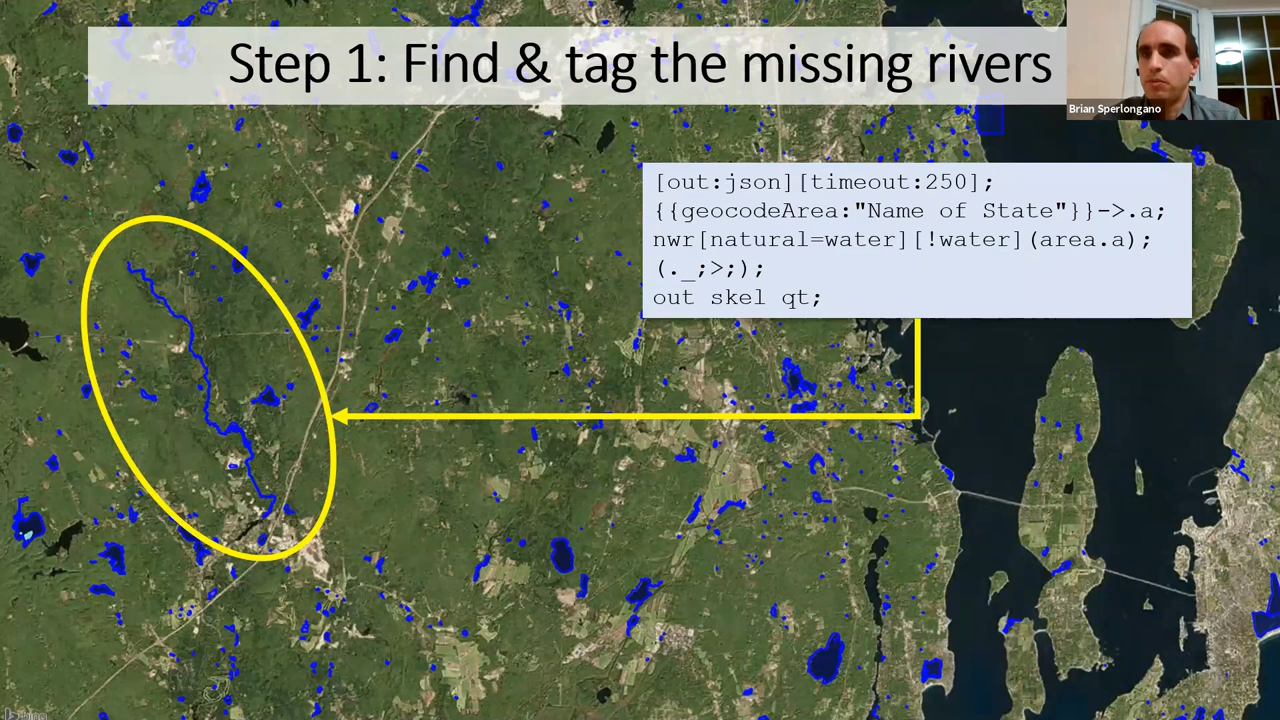 Step 1: Find & tag the missing rivers
Brian Sperlongano
[out:json][timeout:250];
{{geocodeArea:"Name of State"}}->.a;
nwr[natural=water][!water](area.a);
(._;>;);
out skel qt;